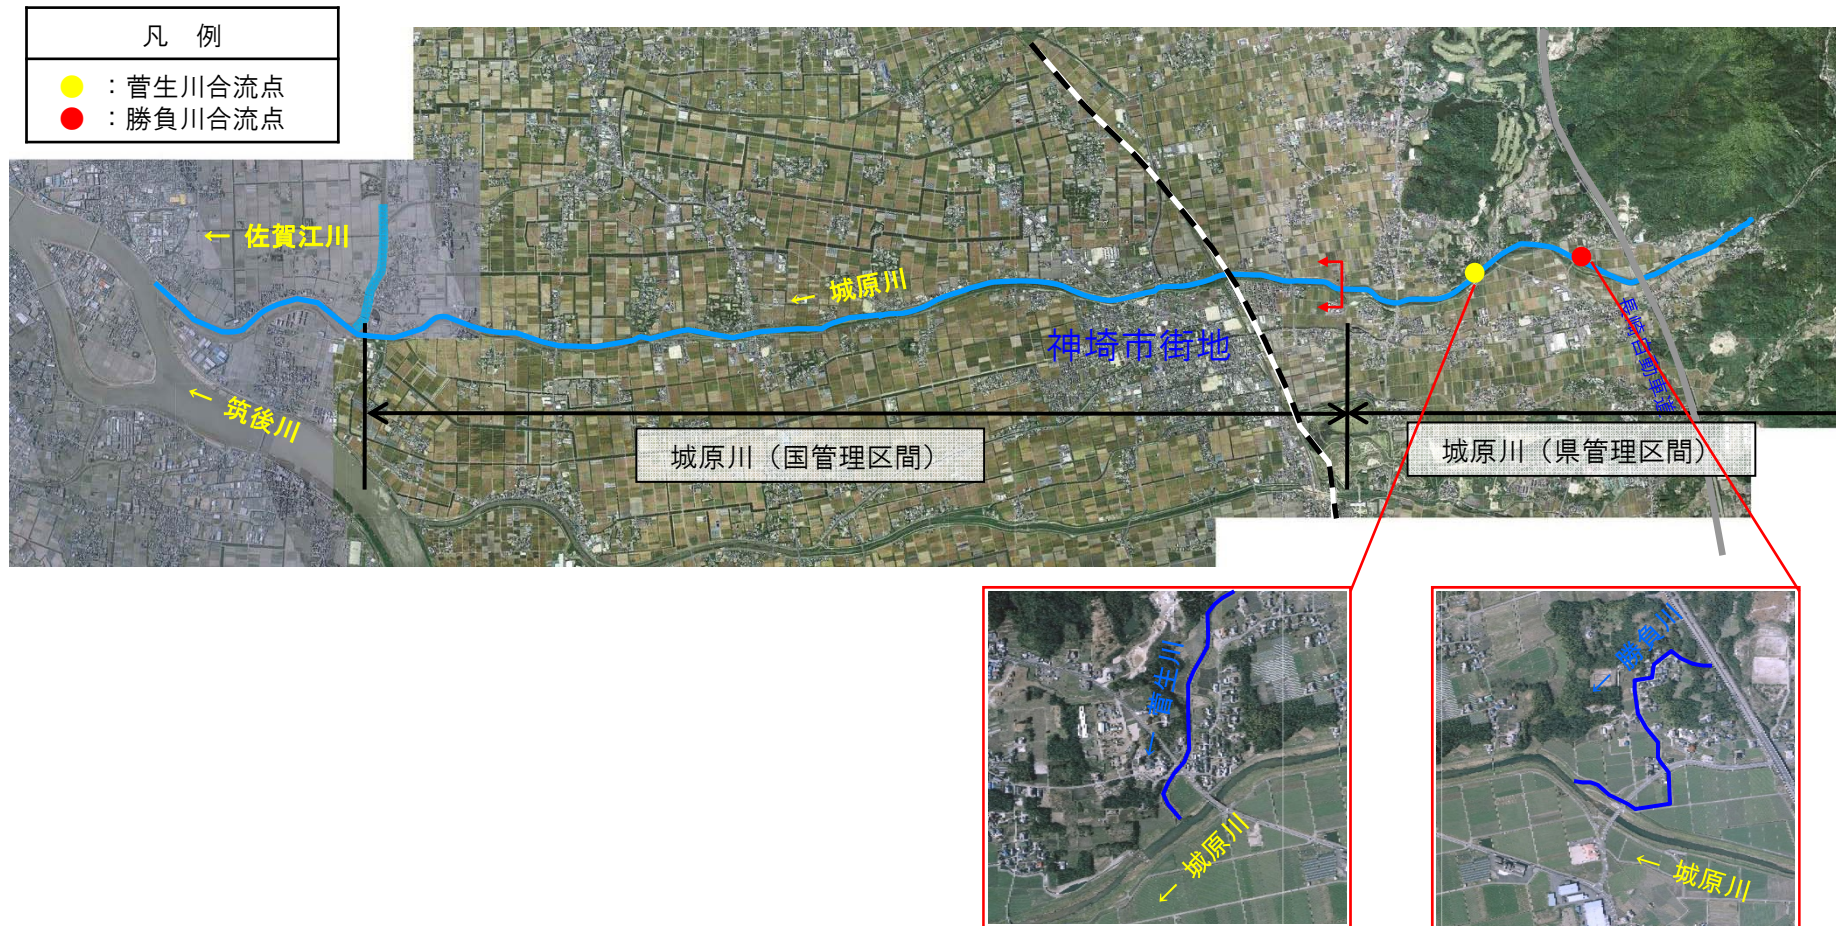 凡　例
：菅生川合流点
：勝負川合流点
← 佐賀江川
← 城原川
神埼市街地
← 筑後川
長崎自動車道
城原川（国管理区間）
城原川（県管理区間）
← 菅生川
← 城原川
← 勝負川
← 城原川